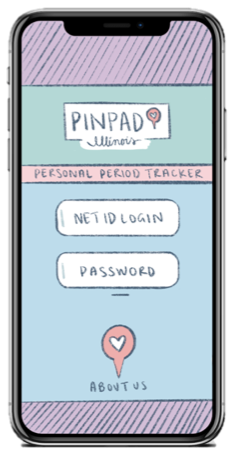 PINPAD
Illinois
PERSONAL PERIOD TRACKER
NETID LOGIN
PASSWORD
ABOUT US